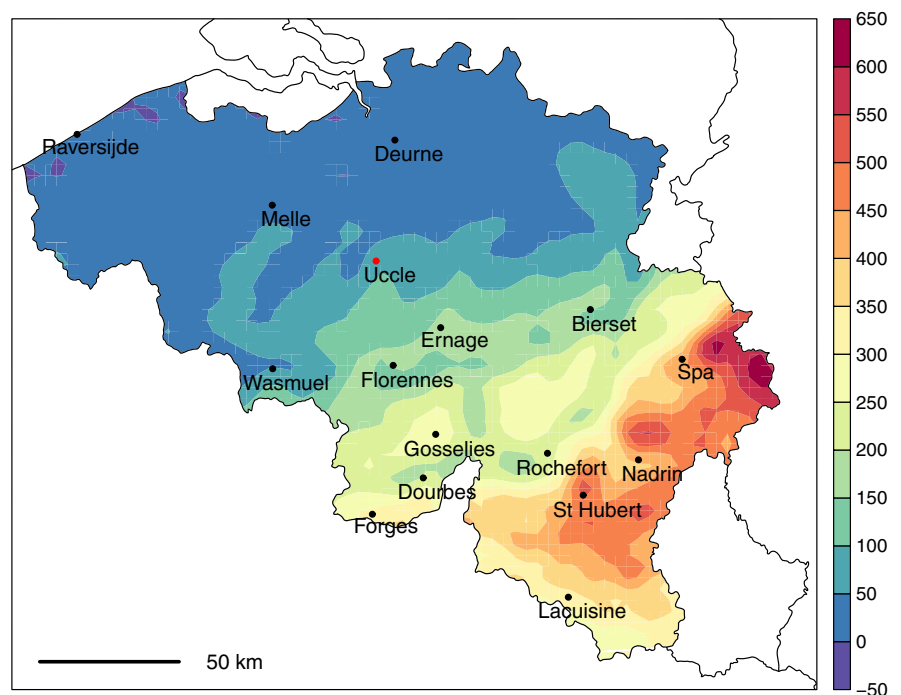 650
600
550
500
450
400
350
300
250
200
150
100
50
0
−50
Raversijde
Deurne
Melle
Uccle
Bierset
Ernage
Spa
Wasmuel
Florennes
Gosselies
Rochefort
Nadrin
Dourbes
St Hubert
Forges
Lacuisine
50 km